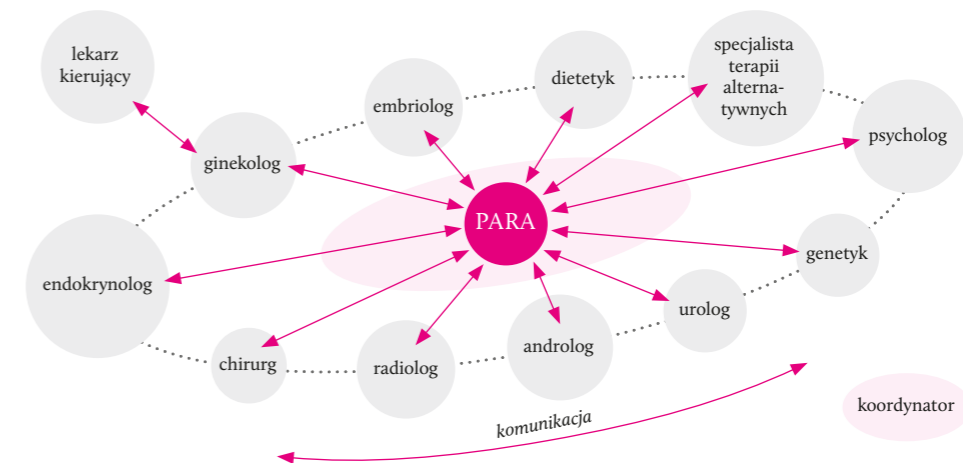 lekarz
kierujący
ginekolog
embriolog
dietetyk
specjalista
terapii
alterna-
tywnych
psycholog
PARA
endokrynolog
genetyk
urolog
androlog
radiolog
chirurg
komunikacja
koordynator